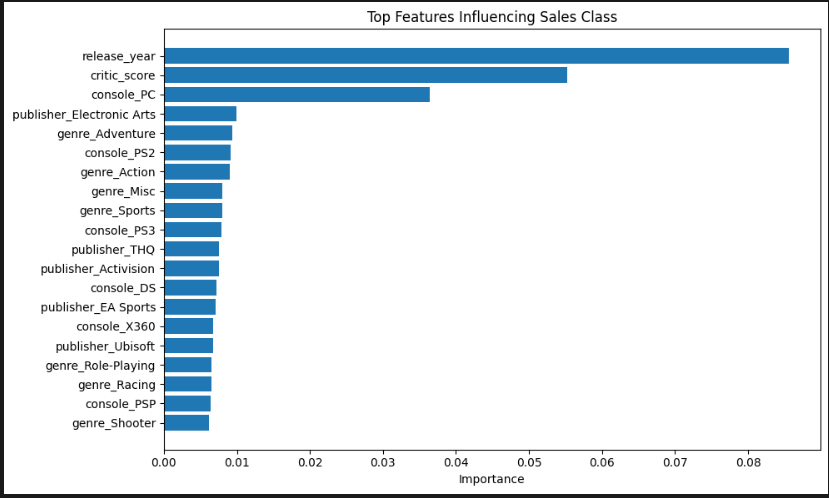 Top Features Influencing Sales Class
release_year
critic_score
console_PC
publisher_Electronic Arts
genre_Adventure
console_PS2
genre_Action
genre_Misc
genre_Sports
console_PS3
publisher_THQ
publisher_Activision
console_DS
publisher_EA Sports
console_X360
publisher_Ubisoft
genre_Role-Playing
genre_Racing
console_PSP
genre_Shooter
0.00 0.01 0.02 0.03 0.04 0.05 0.06 0.07 0.08
Importance